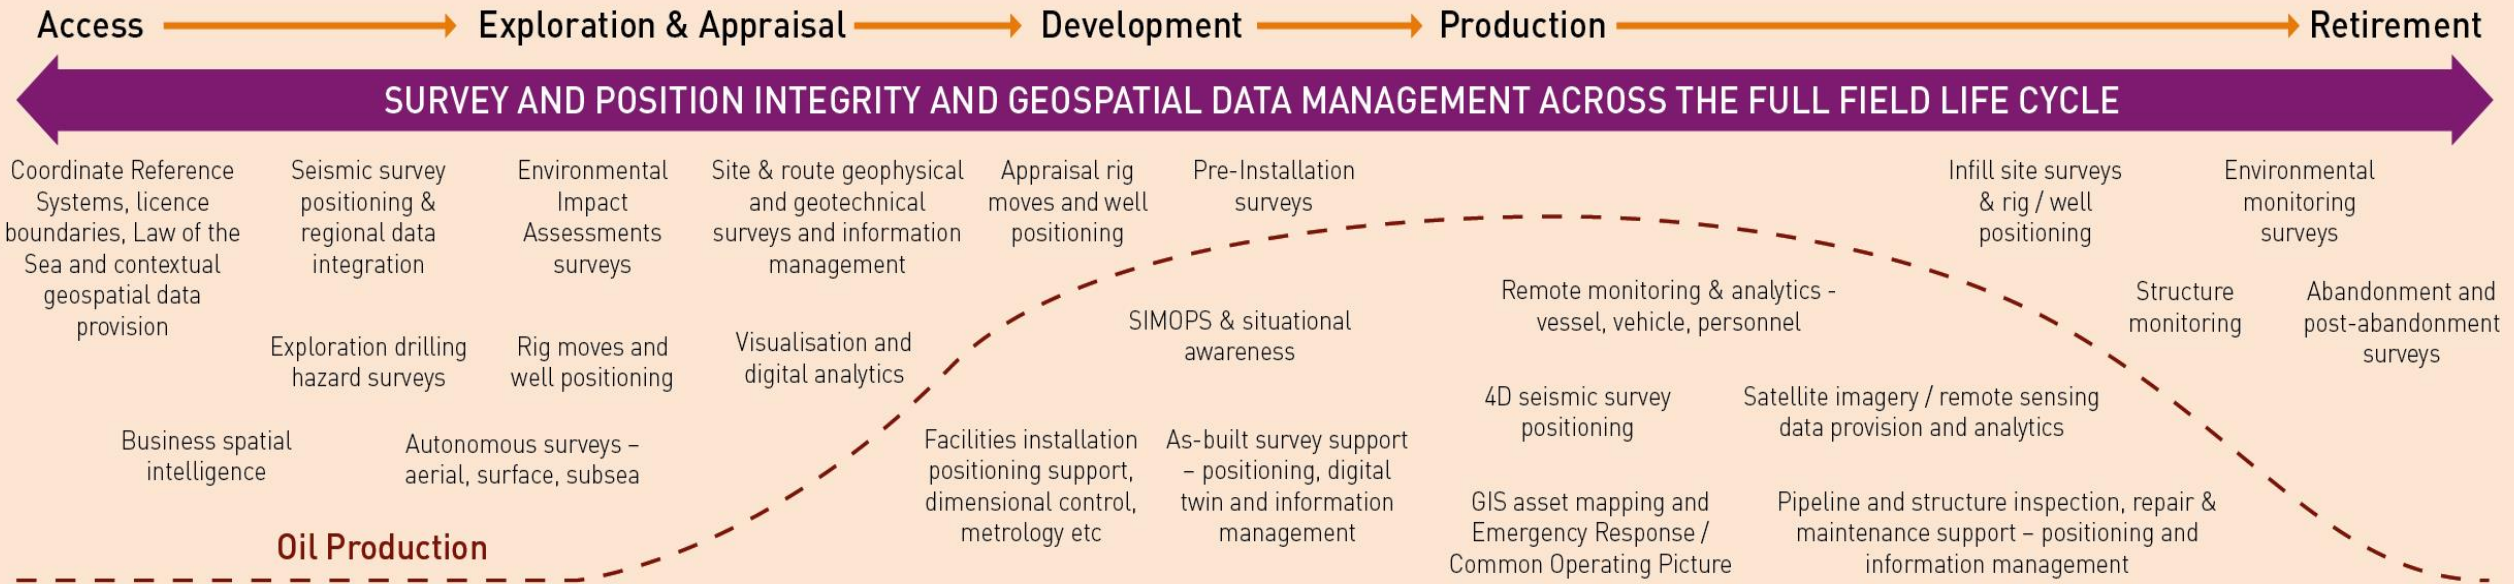 Access
Exploration & Appraisal
Development
Production
Retirement
SURVEY AND POSITION INTEGRITY AND GEOSPATIAL DATA MANAGEMENT ACROSS THE FULL FIELD LIFE CYCLE
Coordinate Reference
Systems, licence
boundaries, Law of the
Sea and contextual
geospatial data
provision
Seismic survey
positioning &
regional data
integration
Environmental
Impact
Assessments
surveys
Site & route geophysical
and geotechnical
surveys and information
management
Appraisal rig
moves and well
positioning
Pre-Installation
surveys
Infill site surveys
& rig / well
positioning
Environmental
monitoring
surveys
Exploration drilling
hazard surveys
Rig moves and
well positioning
Visualisation and
digital analytics
SIMOPS & situational
awareness
Remote monitoring & analytics -
vessel, vehicle, personnel
Structure
monitoring
Abandonment and
post-abandonment
surveys
4D seismic survey
positioning
Satellite imagery / remote sensing
data provision and analytics
Business spatial
intelligence
Autonomous surveys –
aerial, surface, subsea
Facilities installation
positioning support,
dimensional control,
metrology etc
As-built survey support
– positioning, digital
twin and information
management
GIS asset mapping and
Emergency Response /
Common Operating Picture
Pipeline and structure inspection, repair &
maintenance support – positioning and
information management
Oil Production